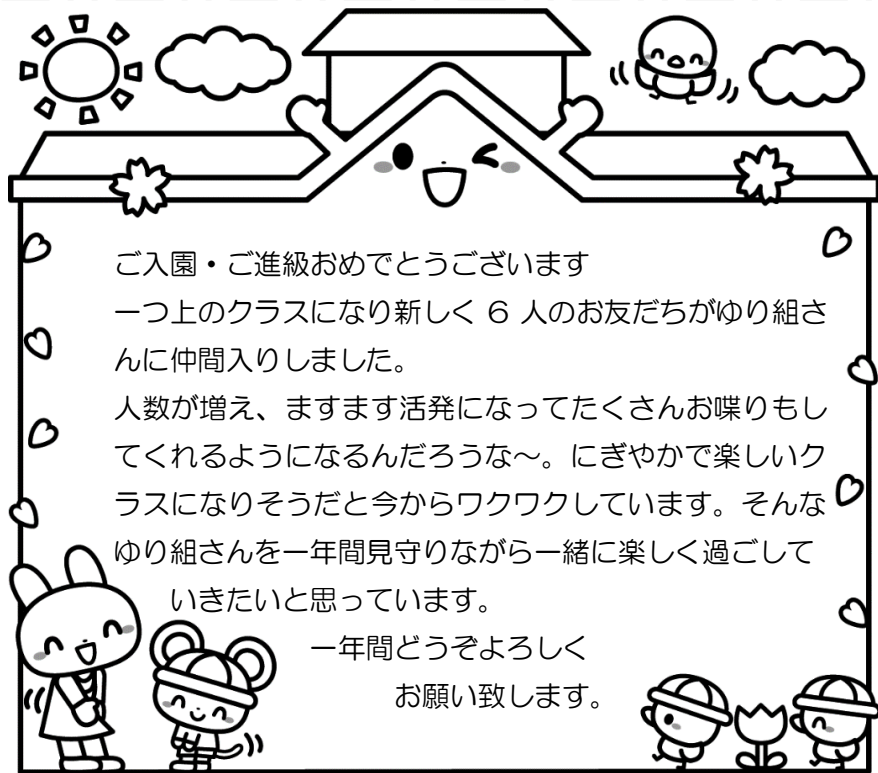 ご入園・ご進級おめでとうございます
一つ上のクラスになり新しく 6 人のお友だちがゆり組さ
んに仲間入りしました。
人数が増え、ますます活発になってたくさんお喋りもし
てくれるようになるんだろうな～。にぎやかで楽しいク
ラスになりそうだと今からワクワクしています。そんな
ゆり組さんを一年間見守りながら一緒に楽しく過ごして
いきたいと思っています。
一年間どうぞよろしく
お願い致します。